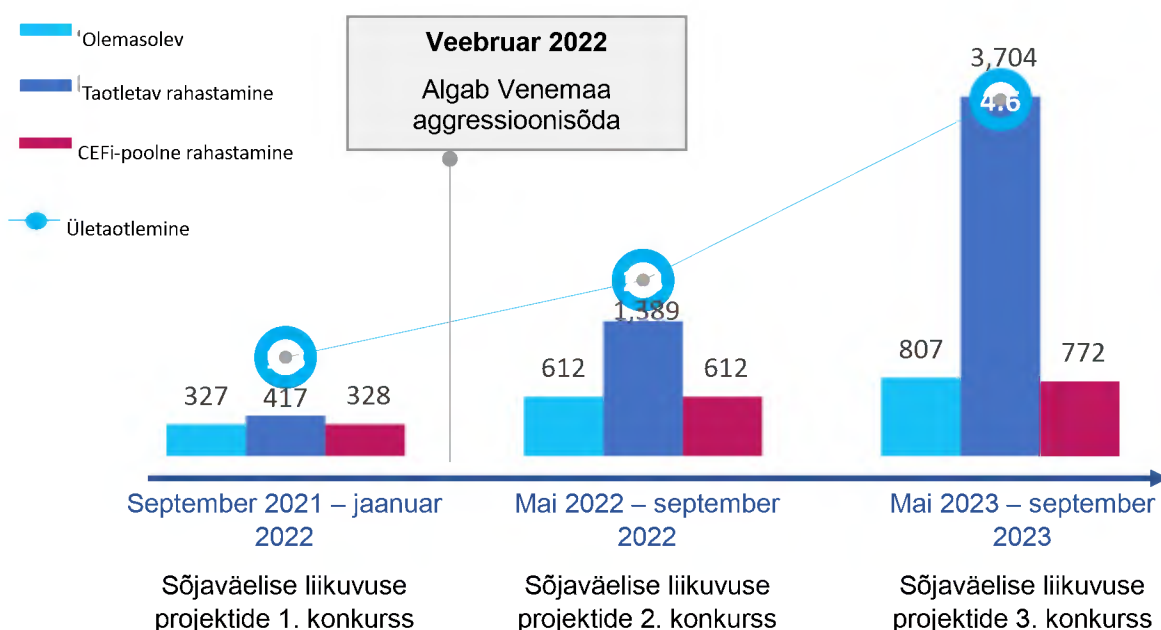 Olemasolev
Taotletav rahastamine
CEFi-poolne rahastamine
Ületaotlemine
Veebruar 2022
Algab Venemaa
aggressioonisõda
327
417
328
612
1,389
612
807
3,704
4.6
772
September 2021 – jaanuar
2022
Mai 2022 – september
2022
Mai 2023 – september
2023
Sõjaväelise liikuvuse
projektide 1. konkurss
Sõjaväelise liikuvuse
projektide 2. konkurss
Sõjaväelise liikuvuse
projektide 3. konkurss